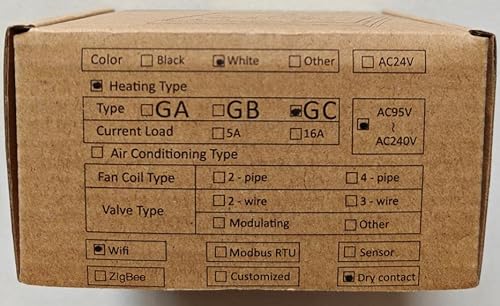 Color Black White Other AC24V
Heating Type
Type GA GB GC AC95V ~ AC240V
Current Load 5A 16A
Air Conditioning Type
Fan Coil Type 2 - pipe 4 - pipe
Valve Type 2 - wire 3 - wire
Modulating Other
Wifi Modbus RTU Sensor
ZigBee Customized Dry contact